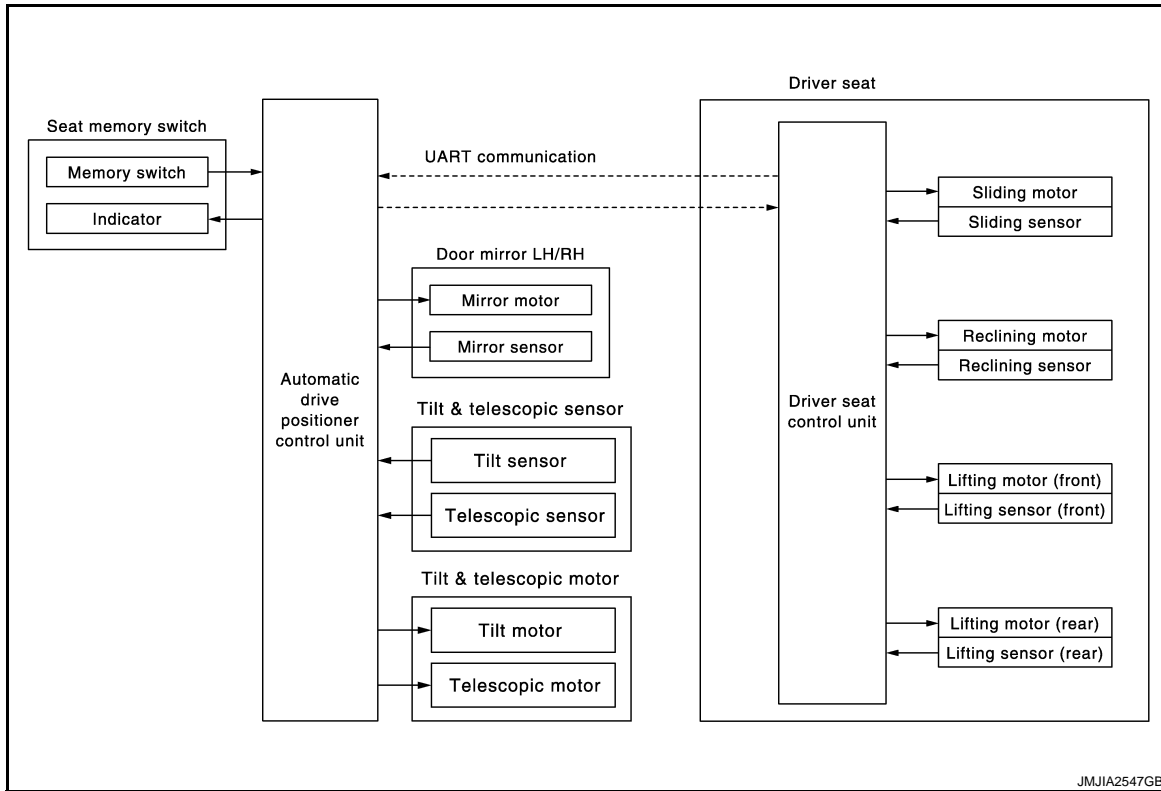 Driver seat
Seat memory switch
Memory switch
Indicator
UART communication
Door mirror LH/RH
Mirror motor
Mirror sensor
Automatic
drive
positioner
control unit
Tilt & telescopic sensor
Tilt sensor
Telescopic sensor
Tilt & telescopic motor
Tilt motor
Telescopic motor
Driver seat
control unit
Sliding motor
Sliding sensor
Reclining motor
Reclining sensor
Lifting motor (front)
Lifting sensor (front)
Lifting motor (rear)
Lifting sensor (rear)
JMJIA2547GB